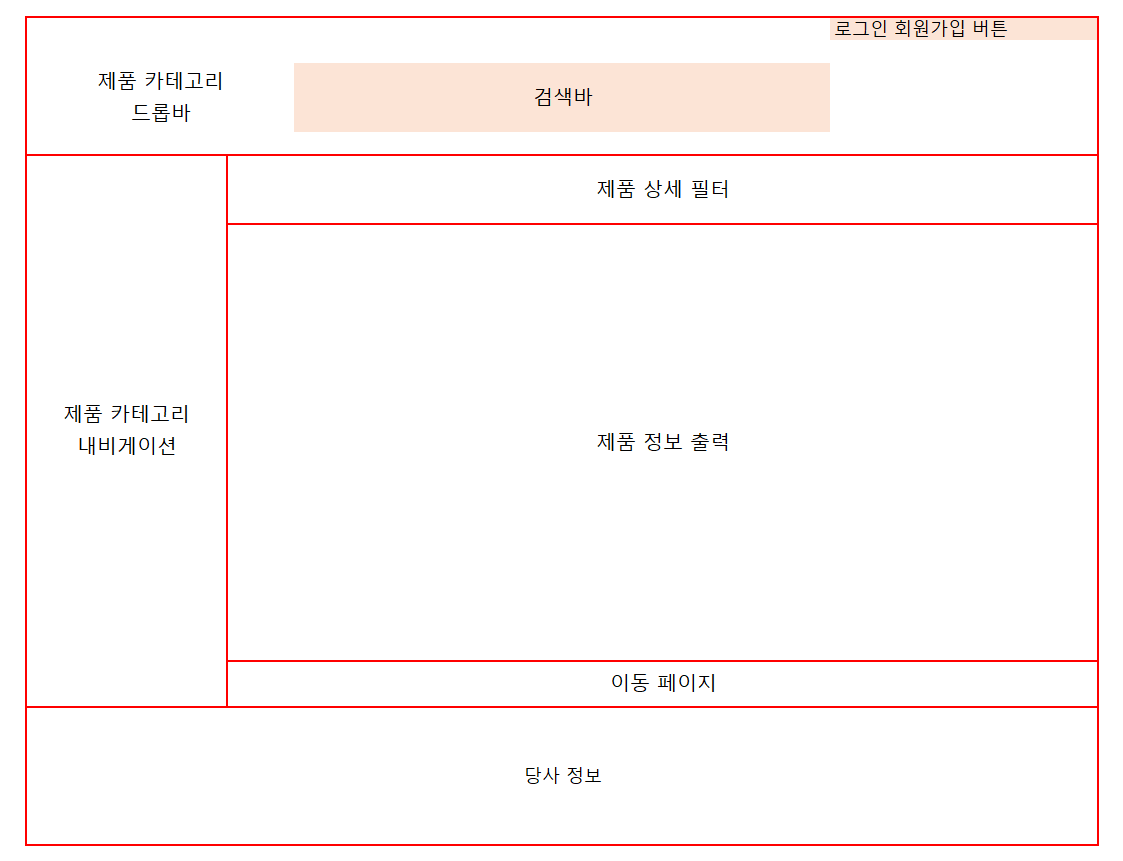 로그인 회원가입 버튼
제품 카테고리
드롭바
검색바
제품 상세 필터
제품 카테고리
내비게이션
제품 정보 출력
이동 페이지
당사 정보